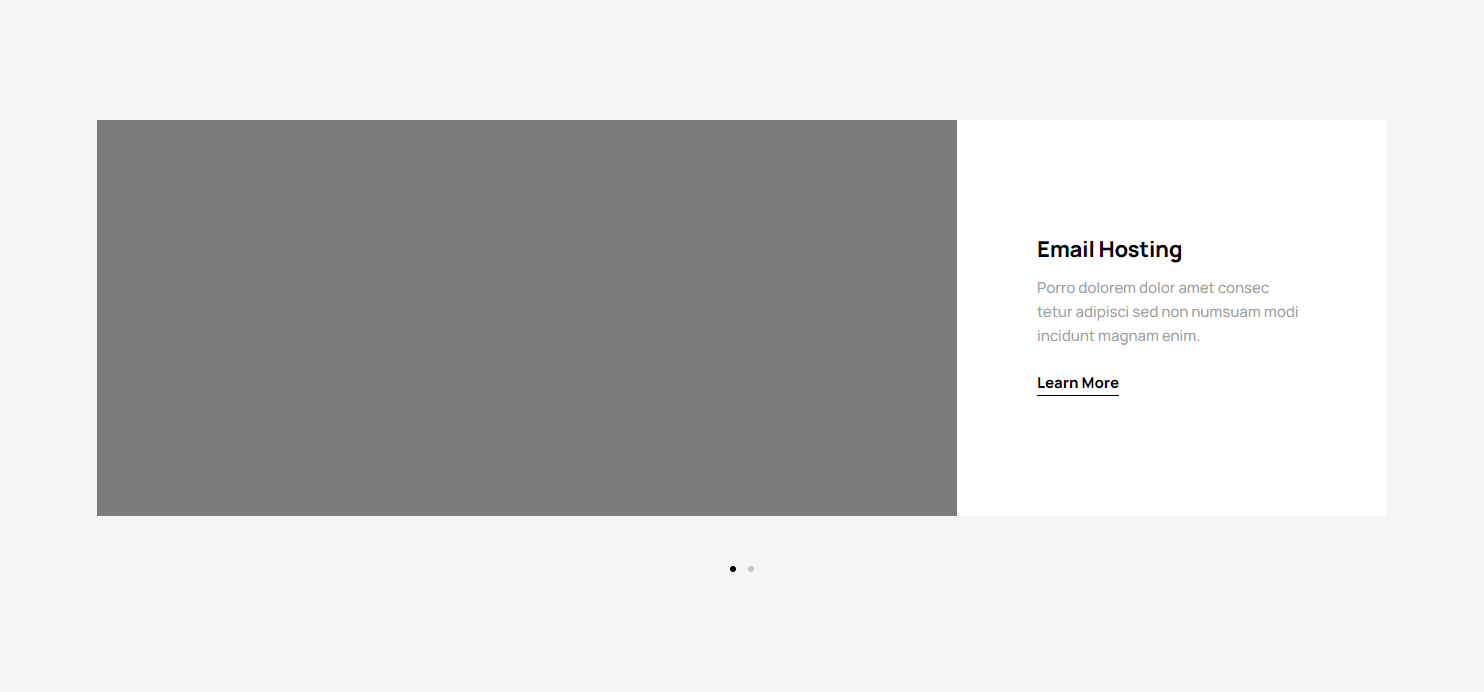 Email Hosting
Porro dolorem dolor amet consec
tetur adipisci sed non numsuam modi
incidunt magnam enim.
Learn More